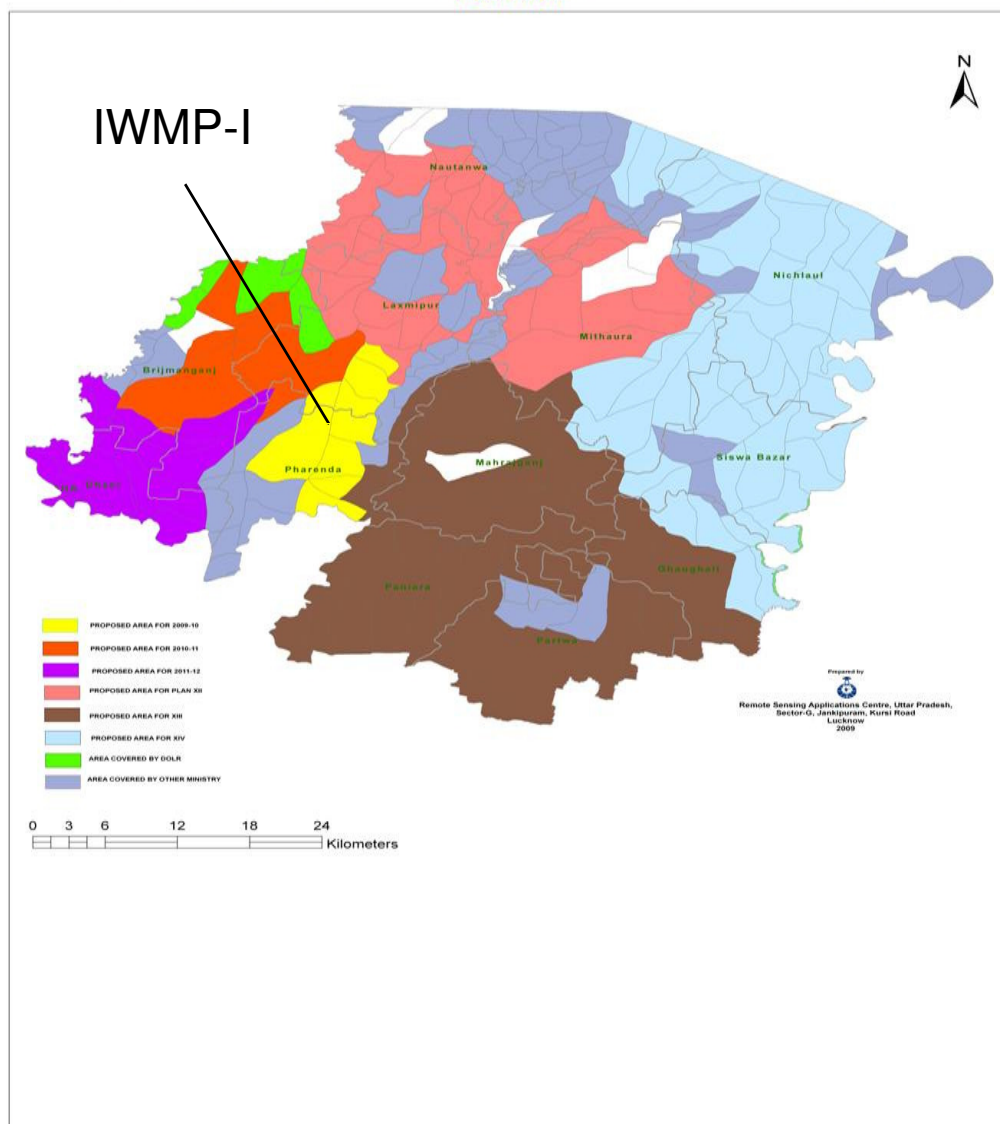 N
IWMP-I
Nautanwa
Nichlaul
Laxmipur
Mithaura
Brijmanganj
Siswa Bazar
Mahrajganj
Pharenda
Ghughali
Paniara
Partwa
PROPOSED AREA FOR 2009-10
PROPOSED AREA FOR 2010-11
PROPOSED AREA FOR 2011-12
PROPOSED AREA FOR PLAN XII
PROPOSED AREA FOR XIII
PROPOSED AREA FOR XIV
AREA COVERED BY DOLR
AREA COVERED BY OTHER MINISTRY
Prepared by
Remote Sensing Applications Centre, Uttar Pradesh,
Sector-G, Jankipuram, Kursi Road
Lucknow
2009
0 3 6 12 18 24
Kilometers